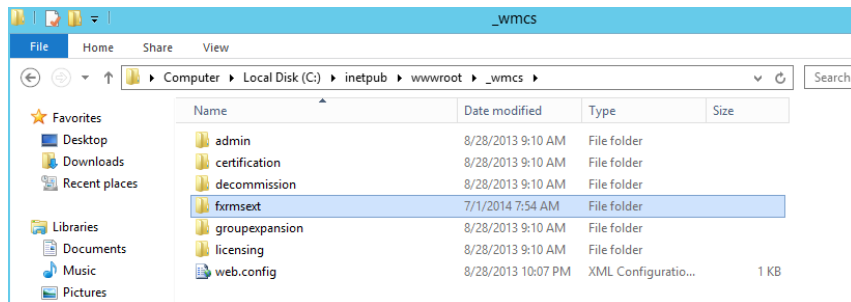 _wmcs
File Home Share View
Computer Local Disk (C:) inetpub wwwroot _wmcs Search
Name Date modified Type Size
Favorites
Desktop
Downloads
Recent places
Libraries
Documents
Music
Pictures
admin 8/28/2013 9:10 AM File folder
certification 8/28/2013 9:10 AM File folder
decommission 8/28/2013 9:10 AM File folder
fxrmsext 7/1/2014 7:54 AM File folder
groupexpansion 8/28/2013 9:10 AM File folder
licensing 8/28/2013 9:10 AM File folder
web.config 8/28/2013 10:07 PM XML Configuratio... 1 KB